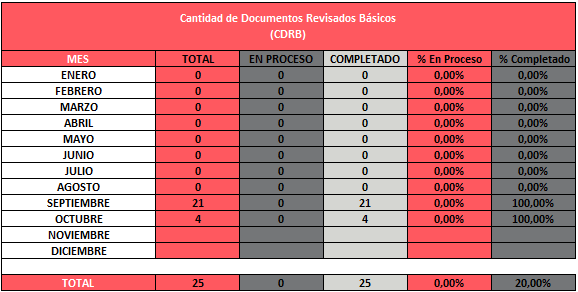 Cantidad de Documentos Revisados Básicos
(CDRB)
MES TOTAL EN PROCESO COMPLETADO % En Proceso % Completado
ENERO 0 0 0 0,00% 0,00%
FEBRERO 0 0 0 0,00% 0,00%
MARZO 0 0 0 0,00% 0,00%
ABRIL 0 0 0 0,00% 0,00%
MAYO 0 0 0 0,00% 0,00%
JUNIO 0 0 0 0,00% 0,00%
JULIO 0 0 0 0,00% 0,00%
AGOSTO 0 0 0 0,00% 0,00%
SEPTIEMBRE 21 0 21 0,00% 100,00%
OCTUBRE 4 0 4 0,00% 100,00%
NOVIEMBRE
DICIEMBRE
TOTAL 25 0 25 0,00% 20,00%